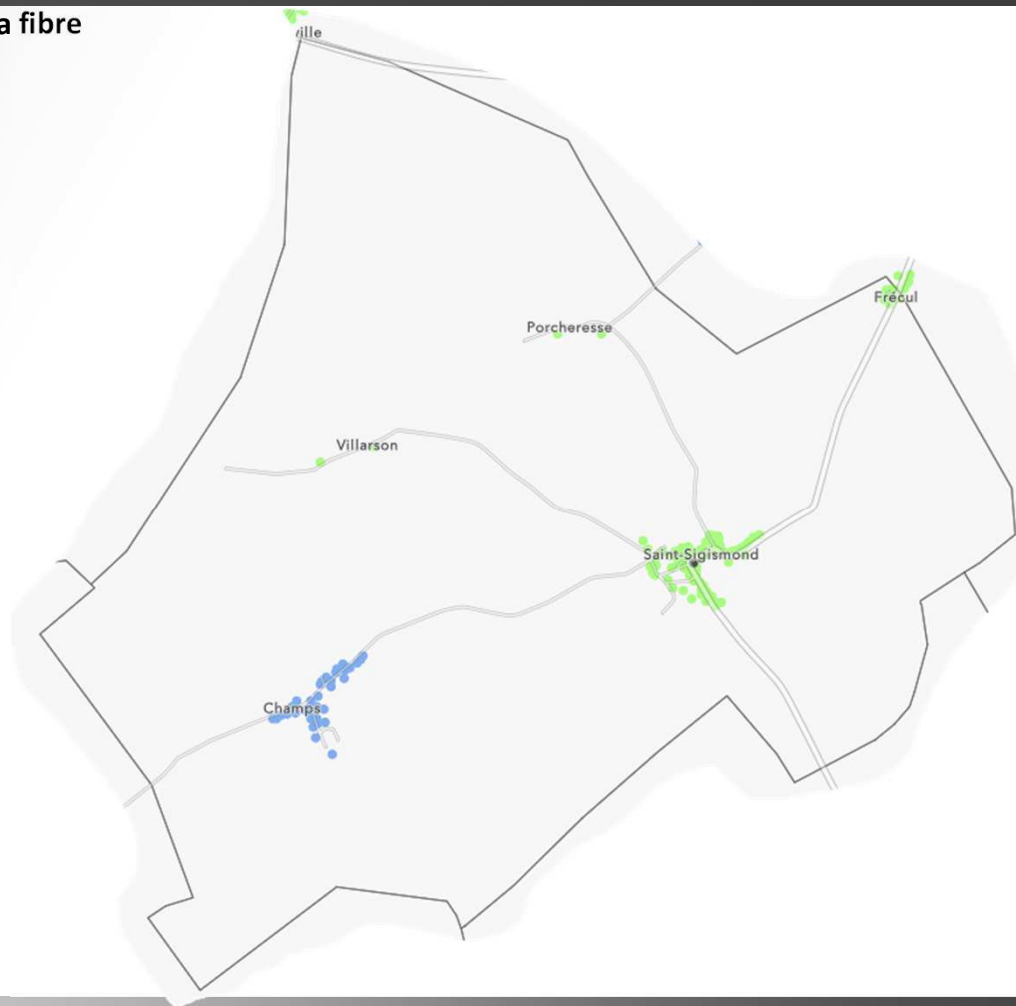 a fibre
ville
Frécul
Porcheresse
Villarson
Saint-Sigismond
Champs